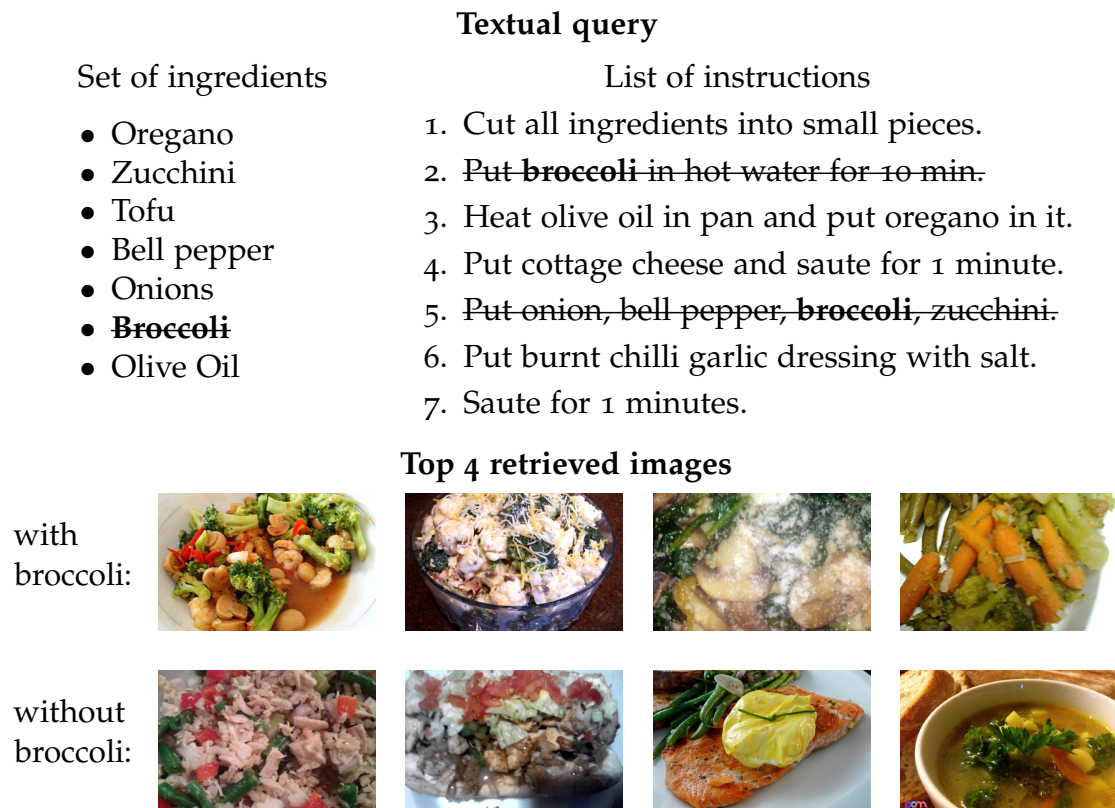 Textual query
Set of ingredients
• Oregano
• Zucchini
• Tofu
• Bell pepper
• Onions
• Broccoli
• Olive Oil
List of instructions
1. Cut all ingredients into small pieces.
2. Put broccoli in hot water for 10 min.
3. Heat olive oil in pan and put oregano in it.
4. Put cottage cheese and saute for 1 minute.
5. Put onion, bell pepper, broccoli, zucchini.
6. Put burnt chilli garlic dressing with salt.
7. Saute for 1 minutes.
Top 4 retrieved images
with
broccoli:
without
broccoli: